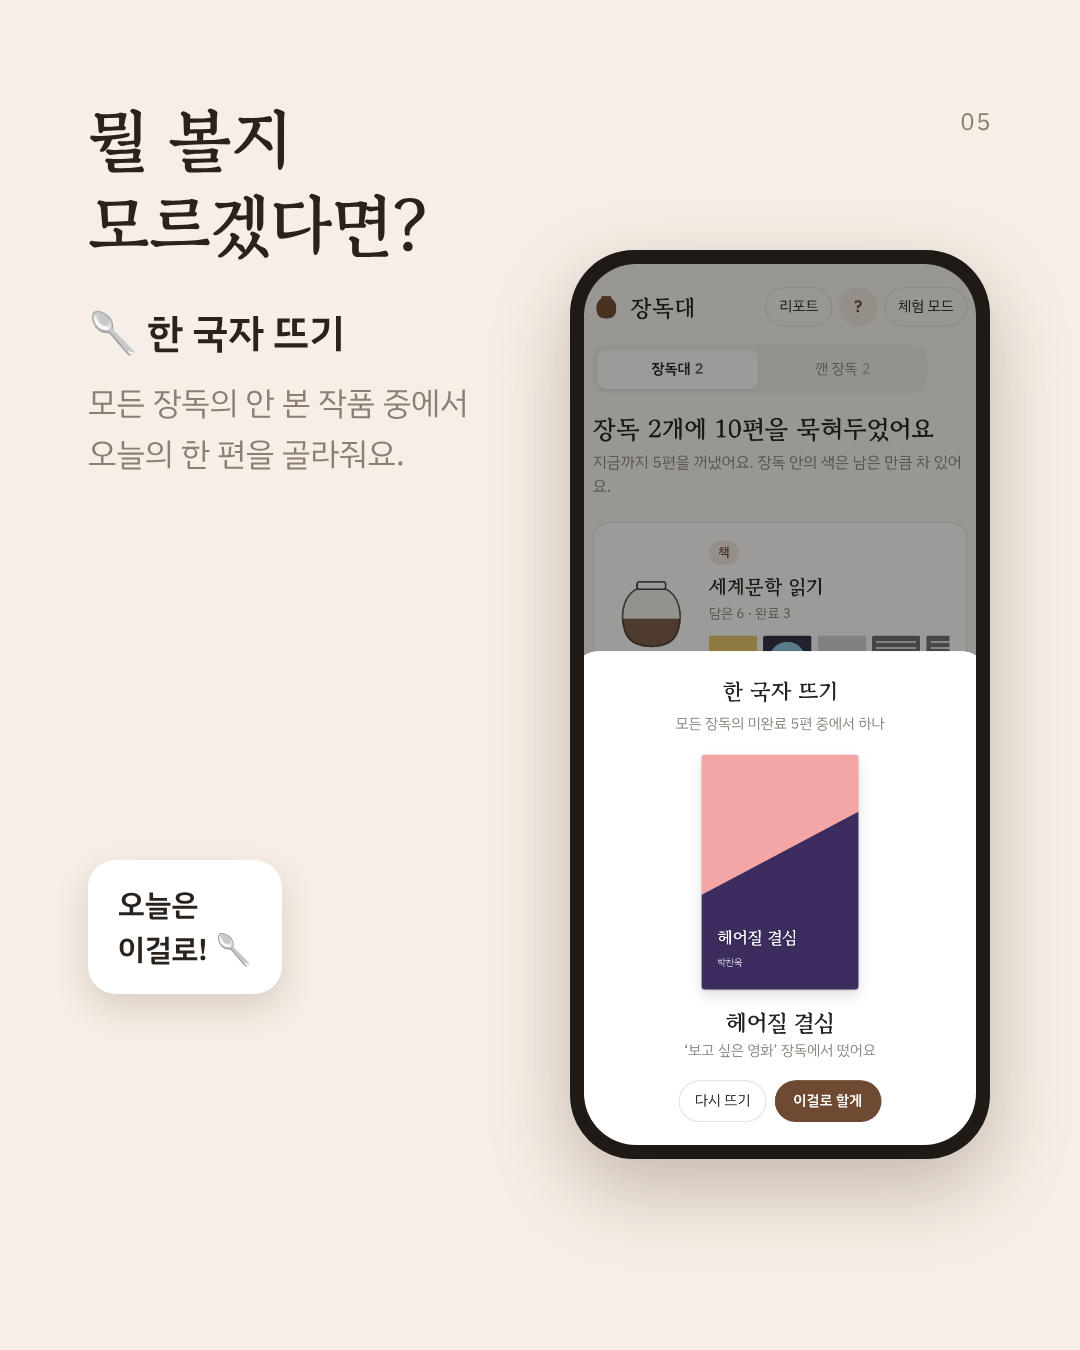 뭘 볼지
모르겠다면?
05
한 국자 뜨기
모든 장독의 안 본 작품 중에서
오늘의 한 편을 골라줘요.
오늘은
이걸로!
장독대
리포트
?
체험 모드
장독대 2
깬 장독 2
장독 2개에 10편을 묵혀두었어요
지금까지 5편을 꺼냈어요. 장독 안의 색은 남은 만큼 차 있어
요.
책
세계문학 읽기
담은 6 · 완료 3
한 국자 뜨기
모든 장독의 미완료 5편 중에서 하나
헤어질 결심
박찬욱
헤어질 결심
‘보고 싶은 영화’ 장독에서 떴어요
다시 뜨기
이걸로 할게